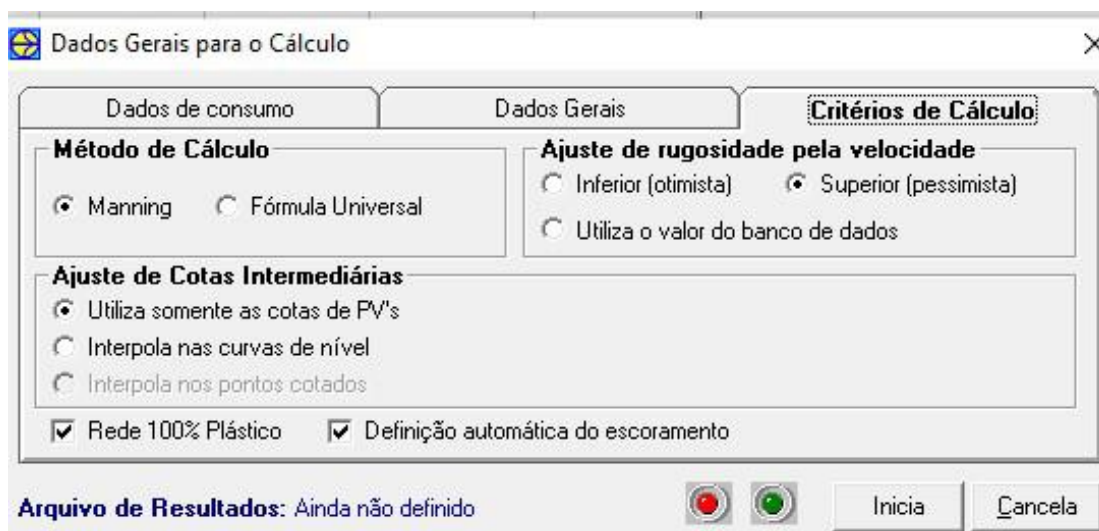 Dados Gerais para o Cálculo
Dados de consumo
Dados Gerais
Critérios de Cálculo
Método de Cálculo
Manning
Fórmula Universal
Ajuste de rugosidade pela velocidade
Inferior (otimista)
Superior (pessimista)
Utiliza o valor do banco de dados
Ajuste de Cotas Intermediárias
Utiliza somente as cotas de PV"s
Interpola nas curvas de nível
Interpola nos pontos cotados
Rede 100% Plástico
Definição automática do escoramento
Arquivo de Resultados: Ainda não definido
Inicia
Cancela